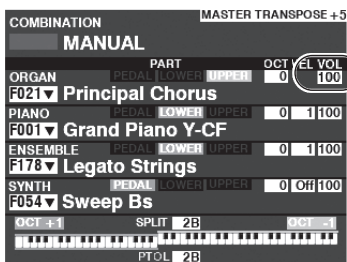 MASTER TRANSPOSE +5
COMBINATION
MANUAL
PART OCT EL VOL
ORGAN PEDAL LOWER UPPER 0 100
F021▼ Principal Chorus
PIANO PEDAL LOWER UPPER 0 1 100
F001▼ Grand Piano Y-CF
ENSEMBLE PEDAL LOWER UPPER 0 1 100
F178▼ Legato Strings
SYNTH PEDAL LOWER UPPER 0 Off 100
F054▼ Sweep Bs
OCT +1 SPLIT 2B OCT -1
PTOL 2B